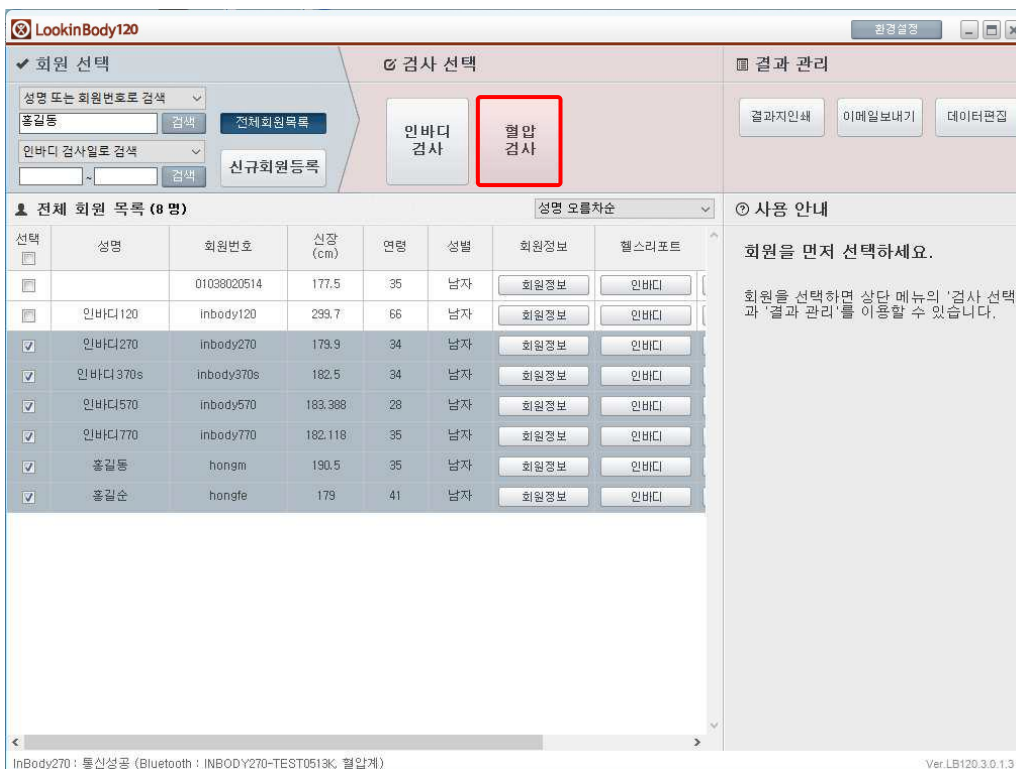 LookinBody120
환경설정
회원 선택
검사 선택
결과 관리
성명 또는 회원번호로 검색
홍길동
검색
전체회원목록
인바디 검사일로 검색
~
검색
신규회원등록
인바디
검사
혈압
검사
결과지인쇄
이메일보내기
데이터편집
전체 회원 목록 (8 명)
성명 오름차순
사용 안내
선택 성명 회원번호 신장
(cm) 연령 성별 회원정보 헬스리포트
01038020514 177.5 35 남자 회원정보 인바디
인바디120 inbody120 299.7 66 남자 회원정보 인바디
인바디270 inbody270 179.9 34 남자 회원정보 인바디
인바디370s inbody370s 182.5 34 남자 회원정보 인바디
인바디570 inbody570 183.388 28 남자 회원정보 인바디
인바디770 inbody770 182.118 35 남자 회원정보 인바디
홍길동 hongm 190.5 35 남자 회원정보 인바디
홍길순 hongfe 179 41 남자 회원정보 인바디
회원을 먼저 선택하세요.
회원을 선택하면 상단 메뉴의 '검사 선택
과 '결과 관리'를 이용할 수 있습니다.
InBody270 : 통신성공 (Bluetooth : INBODY270-TEST0513K, 혈압계)
Ver.LB120.3.0.1.3